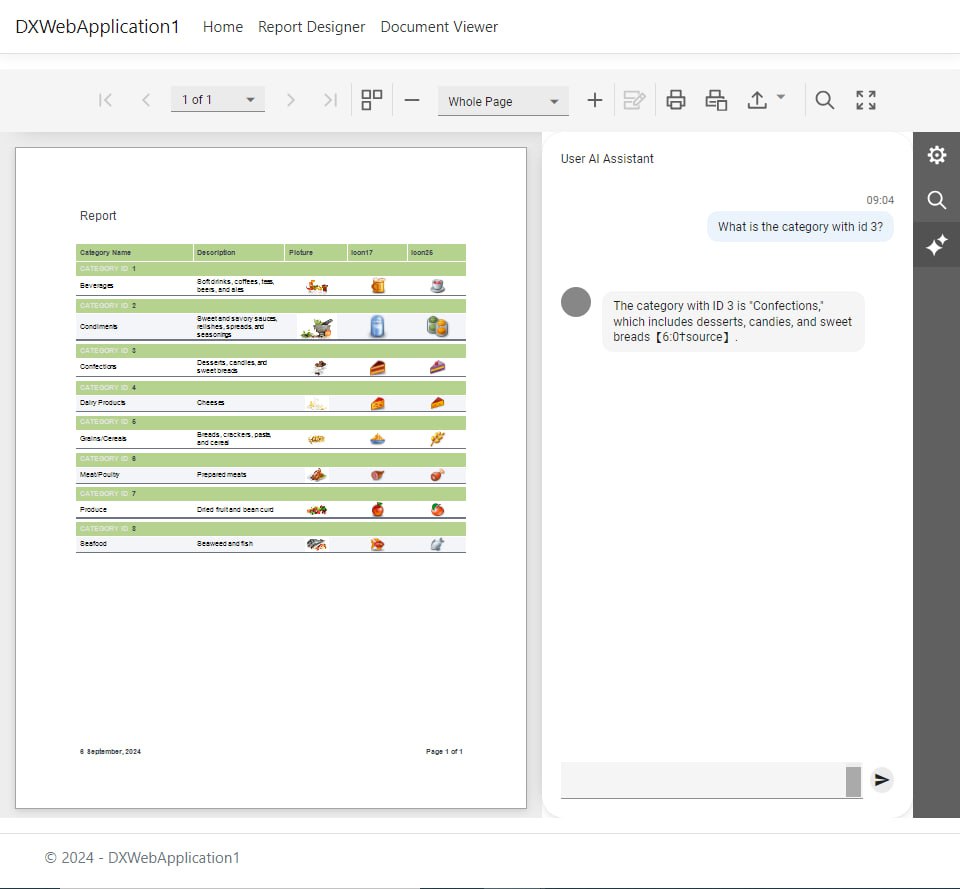 DXWebApplication1 Home Report Designer Document Viewer
1 of 1
Whole Page
Report
Category Name Description Picture Icon17 Icon25
CATEGORY ID 1
Beverages Soft drinks, coffees, teas,
beers, and ales
CATEGORY ID 2
Condiments Sweet and savory sauces,
relishes, spreads, and
seasonings
CATEGORY ID 3
Confections Desserts, candies, and
sweet breads
CATEGORY ID 4
Dairy Products Cheeses
CATEGORY ID 5
Grains/Cereals Breads, crackers, pasta,
and cereal
CATEGORY ID 6
Meat/Poultry Prepared meats
CATEGORY ID 7
Produce Dried fruit and bean curd
CATEGORY ID 8
Seafood Seaweed and fish
6 September, 2024 Page 1 of 1
User AI Assistant
09:04
What is the category with id 3?
The category with ID 3 is "Confections,"
which includes desserts, candies, and sweet
breads【6:0†source】.
© 2024 - DXWebApplication1